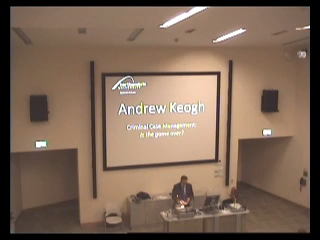 Andrew Keogh
Criminal Case Management:
is the game over?